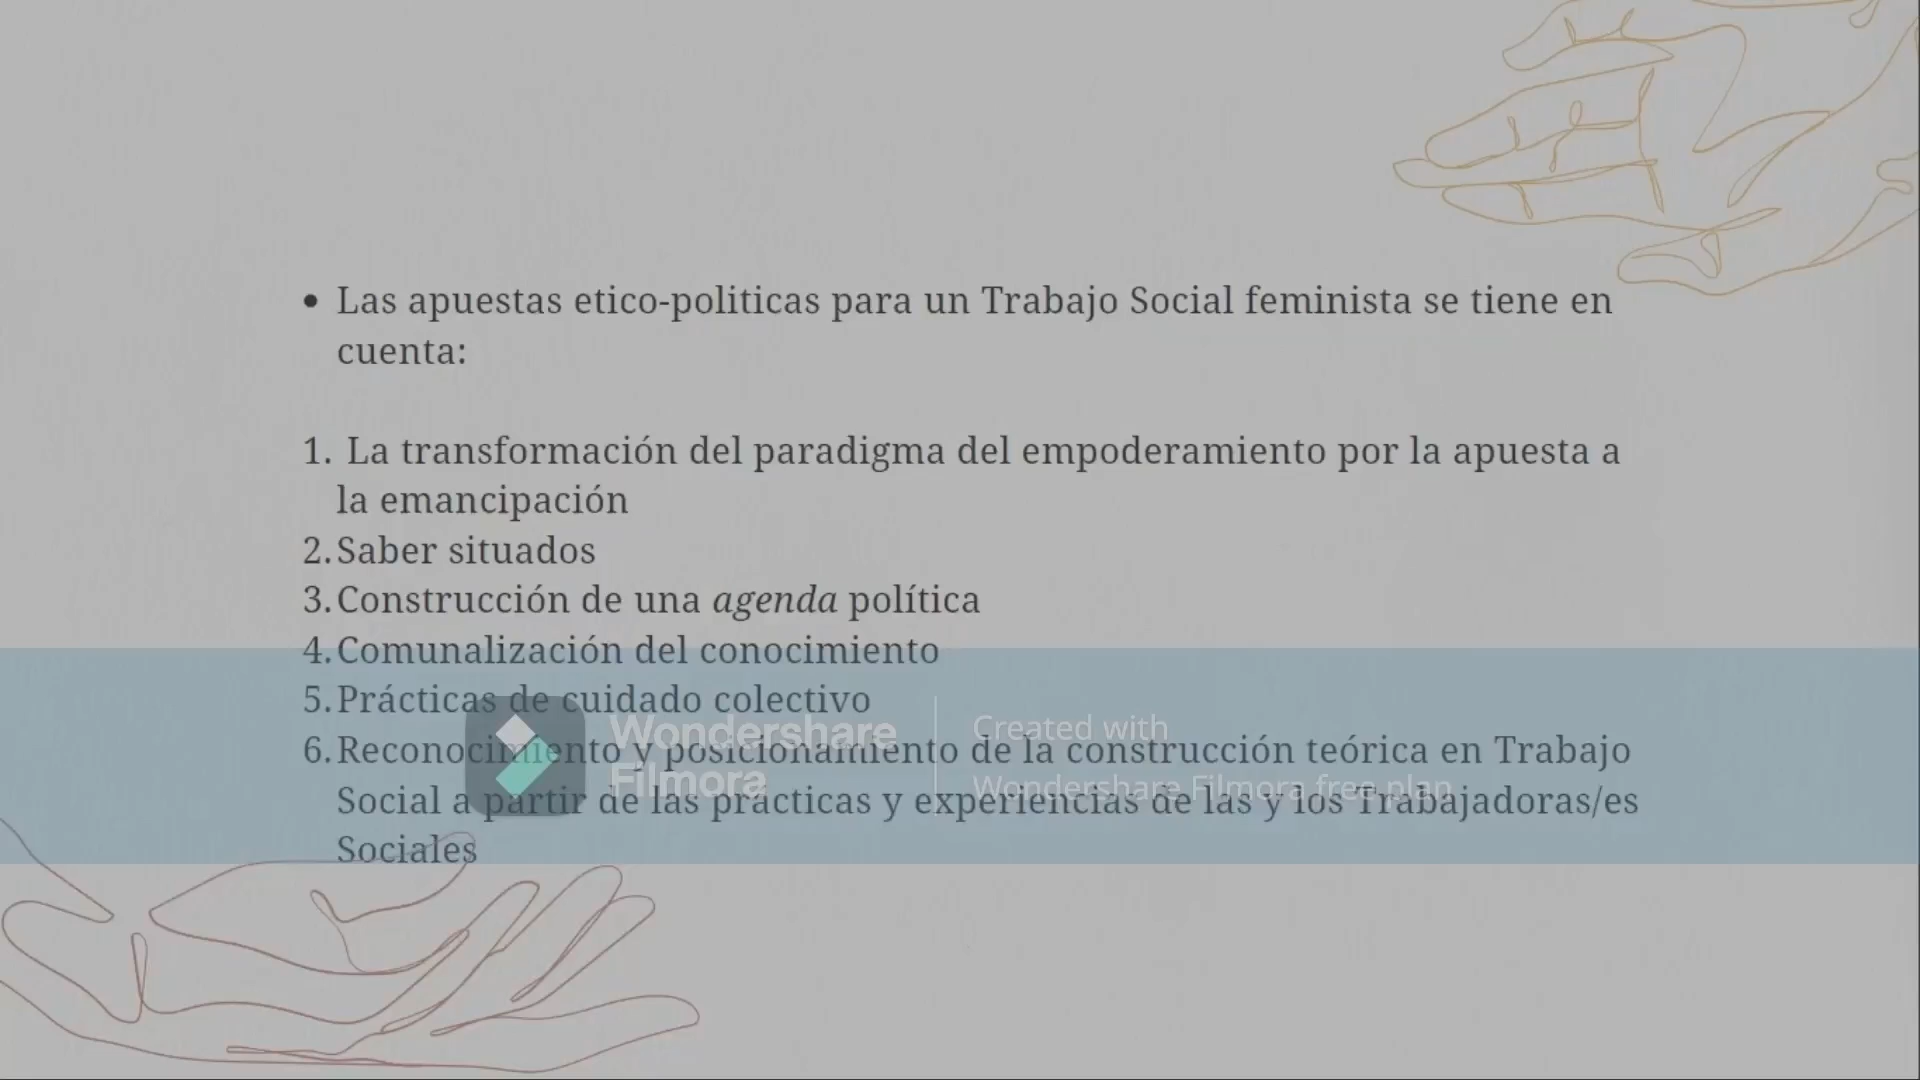 • Las apuestas etico-politicas para un Trabajo Social feminista se tiene en
cuenta:
1. La transformación del paradigma del empoderamiento por la apuesta a
la emancipación
2. Saber situados
3. Construcción de una agenda política
4. Comunalización del conocimiento
5. Prácticas de cuidado colectivo
6. Reconocimiento y posicionamiento de la construcción teórica en Trabajo
Social a partir de las prácticas y experiencias de las y los Trabajadoras/es
Sociales
Wondershare
Filmora
Created with
Wondershare Filmora free plan